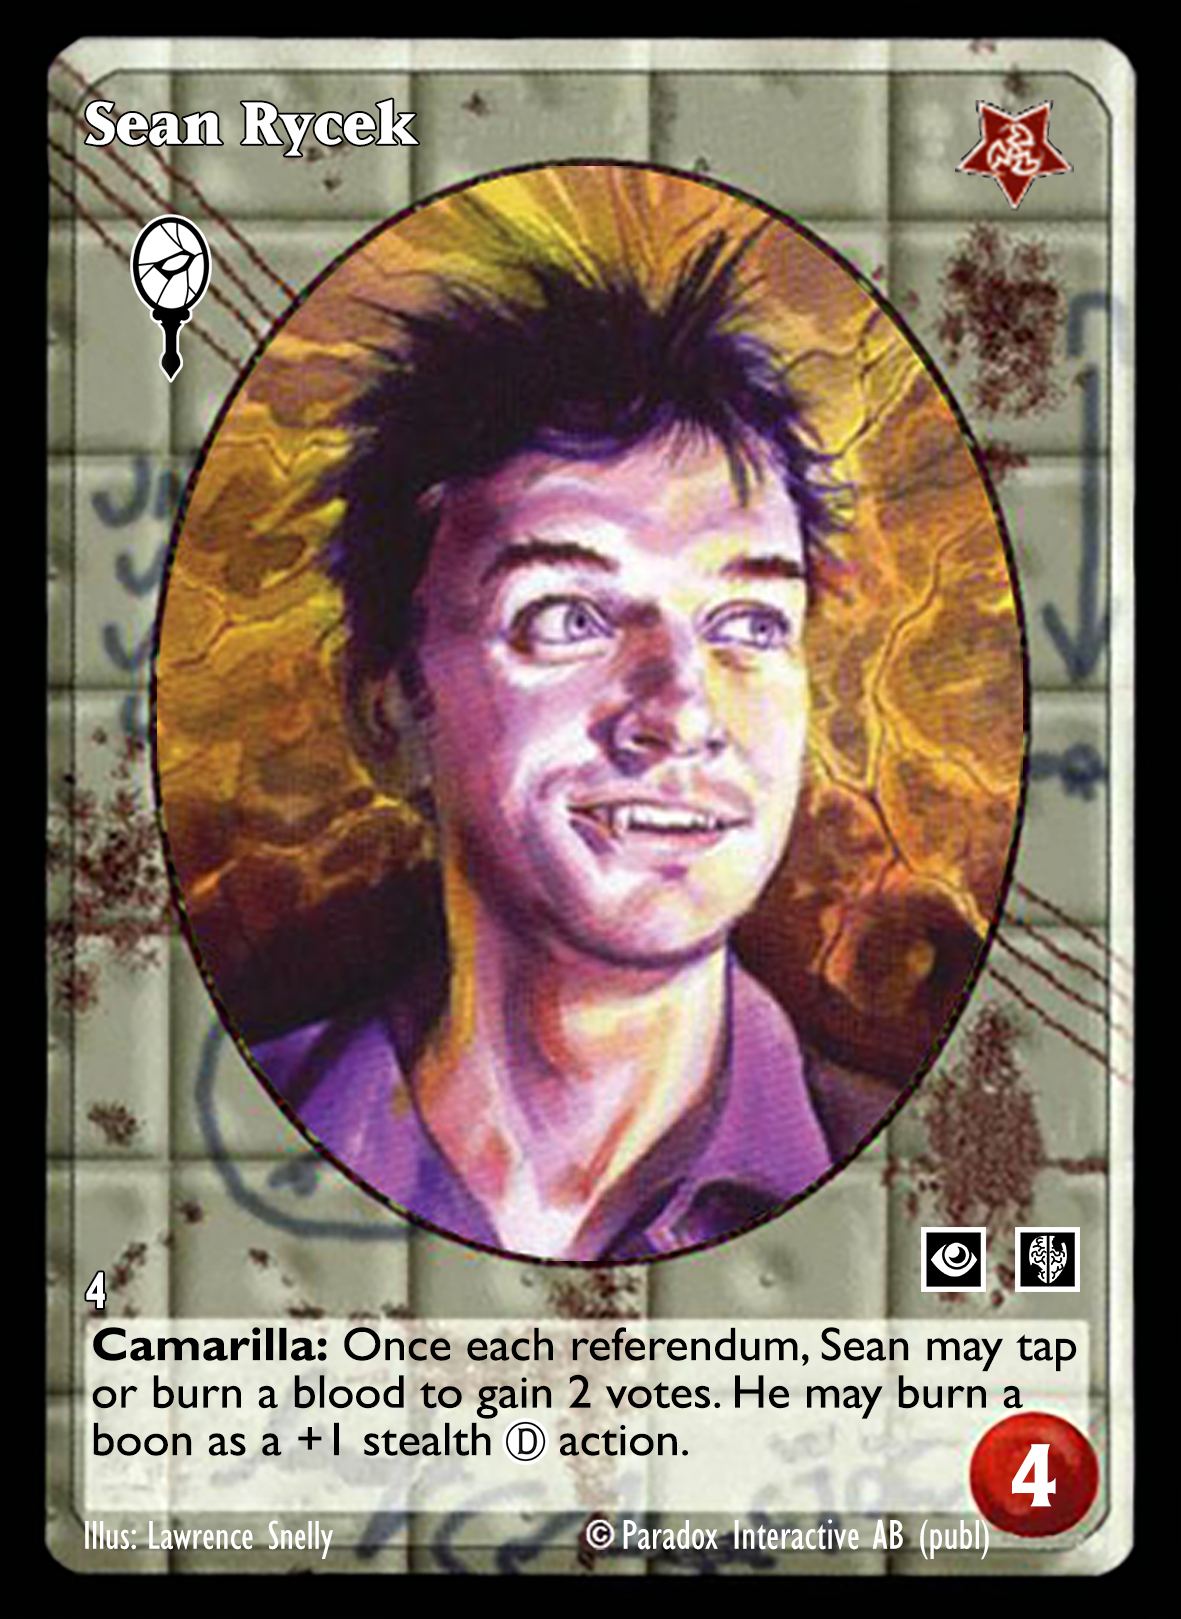 Sean Rycek
4
Camarilla: Once each referendum, Sean may tap
or burn a blood to gain 2 votes. He may burn a
boon as a +1 stealth Ⓓ action.
4
Illus: Lawrence Snelly
© Paradox Interactive AB (publ)